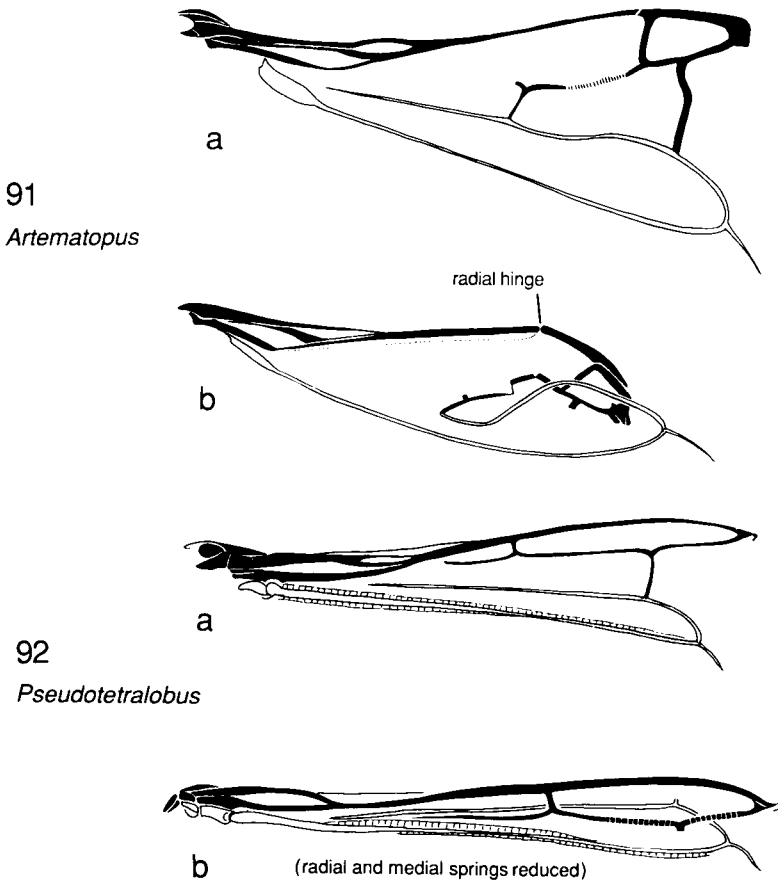 a
91
Artematopus
radial hinge
b
a
92
Pseudotetralobus
b
(radial and medial springs reduced)